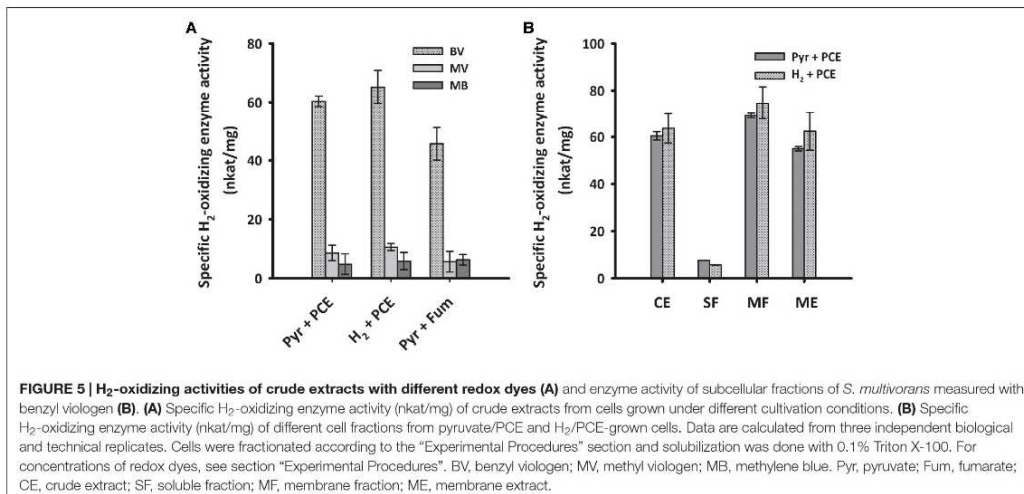 A
B
Specific H₂-oxidizing enzyme activity
(nkat/mg)
80
60
40
20
0
BV
MV
MB
Pyr + PCE
H₂ + PCE
Pyr + Fum
Specific H₂-oxidizing enzyme activity
(nkat/mg)
100
80
60
40
20
0
Pyr + PCE
H₂ + PCE
CE
SF
MF
ME
FIGURE 5 | H₂-oxidizing activities of crude extracts with different redox dyes (A) and enzyme activity of subcellular fractions of S. multivorans measured with
benzyl viologen (B). (A) Specific H₂-oxidizing enzyme activity (nkat/mg) of crude extracts from cells grown under different cultivation conditions. (B) Specific
H₂-oxidizing enzyme activity (nkat/mg) of different cell fractions from pyruvate/PCE and H₂/PCE-grown cells. Data are calculated from three independent biological
and technical replicates. Cells were fractionated according to the “Experimental Procedures” section and solubilization was done with 0.1% Triton X-100. For
concentrations of redox dyes, see section “Experimental Procedures”. BV, benzyl viologen; MV, methyl viologen; MB, methylene blue. Pyr, pyruvate; Fum, fumarate;
CE, crude extract; SF, soluble fraction; MF, membrane fraction; ME, membrane extract.